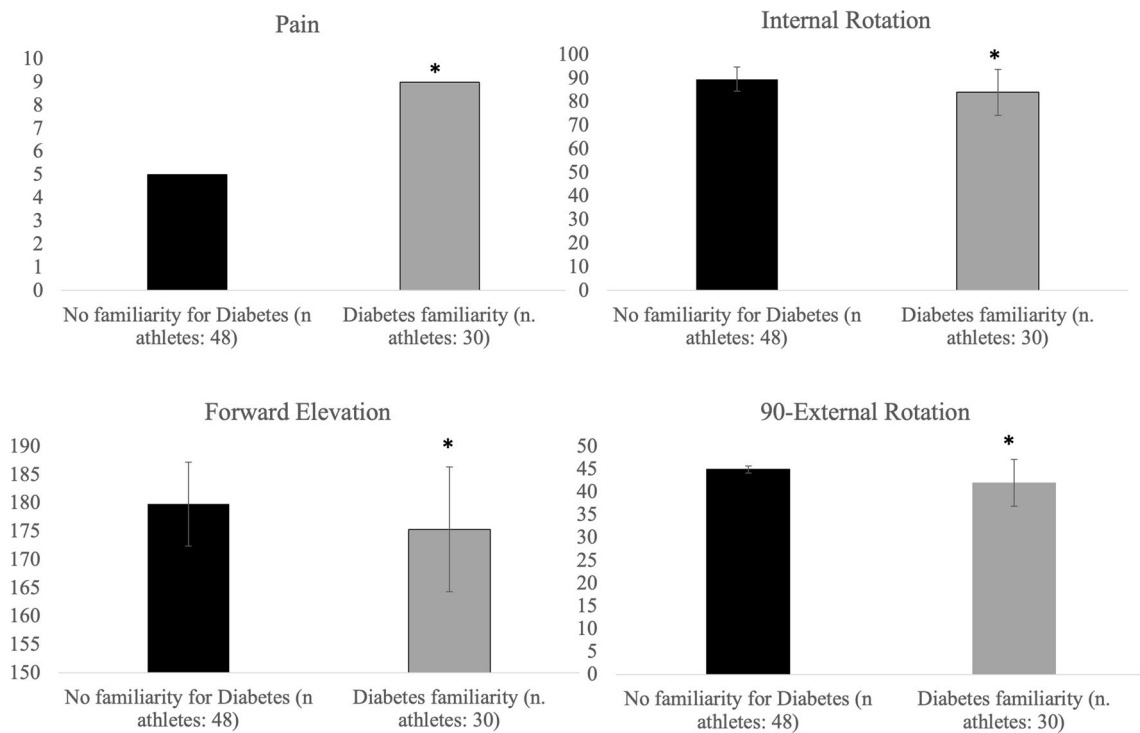 Pain
10
9
8
7
6
5
4
3
2
1
0
*
No familiarity for Diabetes (n
athletes: 48)
Diabetes familiarity (n.
athletes: 30)
Internal Rotation
100
90
80
70
60
50
40
30
20
10
0
*
No familiarity for Diabetes (n
athletes: 48)
Diabetes familiarity (n.
athletes: 30)
Forward Elevation
190
185
180
175
170
165
160
155
150
*
No familiarity for Diabetes (n
athletes: 48)
Diabetes familiarity (n.
athletes: 30)
90-External Rotation
50
45
40
35
30
25
20
15
10
5
0
*
No familiarity for Diabetes (n
athletes: 48)
Diabetes familiarity (n.
athletes: 30)